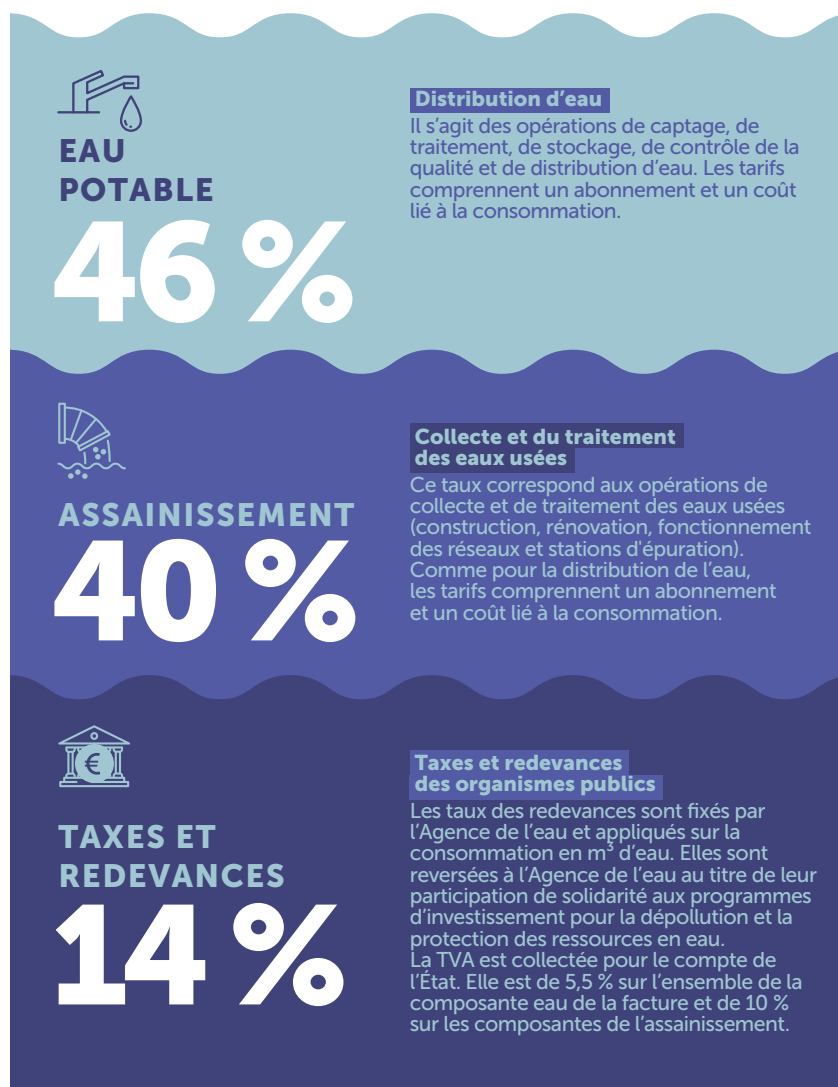 EAU
POTABLE
46 %
Distribution d’eau
Il s’agit des opérations de captage, de
traitement, de stockage, de contrôle de la
qualité et de distribution d’eau. Les tarifs
comprennent un abonnement et un coût
lié à la consommation.
ASSAINISSEMENT
40 %
Collecte et du traitement
des eaux usées
Ce taux correspond aux opérations de
collecte et de traitement des eaux usées
(construction, rénovation, fonctionnement
des réseaux et stations d'épuration).
Comme pour la distribution de l’eau,
les tarifs comprennent un abonnement
et un coût lié à la consommation.
€
TAXES ET
REDEVANCES
14 %
Taxes et redevances
des organismes publics
Les taux des redevances sont fixés par
l’Agence de l’eau et appliqués sur la
consommation en m³ d’eau. Elles sont
reversées à l’Agence de l’eau au titre de leur
participation de solidarité aux programmes
d’investissement pour la dépollution et la
protection des ressources en eau.
La TVA est collectée pour le compte de
l’État. Elle est de 5,5 % sur l’ensemble de la
composante eau de la facture et de 10 %
sur les composantes de l’assainissement.